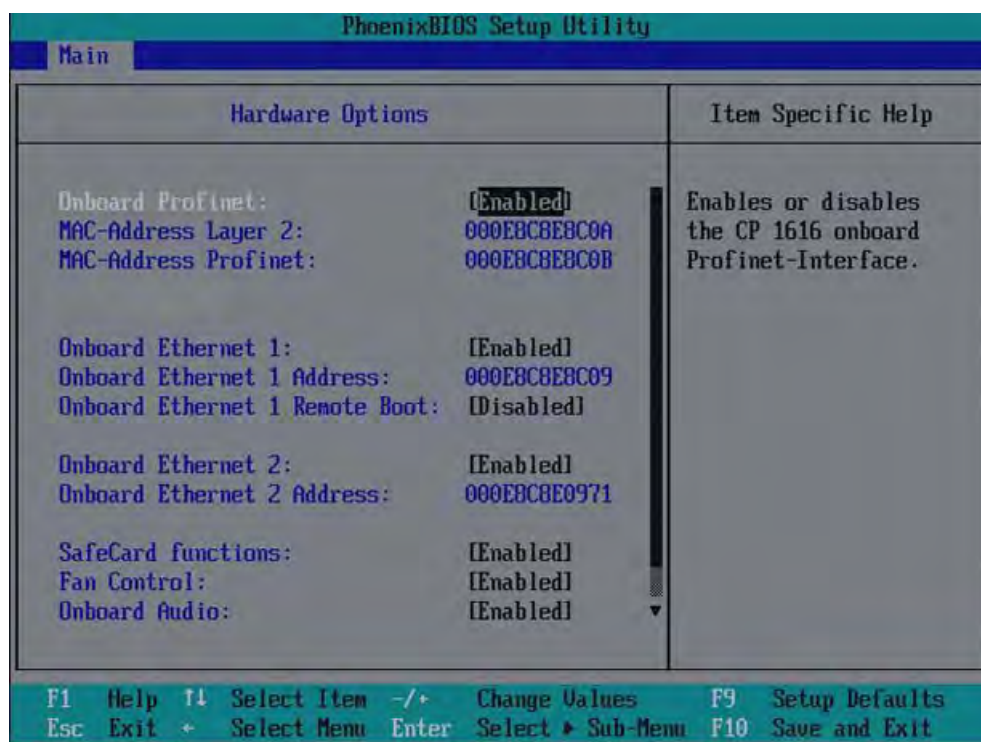 PhoenixBIOS Setup Utility
Main
Hardware Options
Item Specific Help
Onboard Profinet: [Enabled]
MAC-Address Layer 2: 000E8C8E8C0A
MAC-Address Profinet: 000E8C8E8C0B
Onboard Ethernet 1: [Enabled]
Onboard Ethernet 1 Address: 000E8C8E8C09
Onboard Ethernet 1 Remote Boot: [Disabled]
Onboard Ethernet 2: [Enabled]
Onboard Ethernet 2 Address: 000E8C8E0971
SafeCard functions: [Enabled]
Fan Control: [Enabled]
Onboard Audio: [Enabled]
Enables or disables
the CP 1616 onboard
Profinet-Interface.
F1 Help ↑↓ Select Item -/+ Change Values F9 Setup Defaults
Esc Exit ← Select Menu Enter Select ▶ Sub-Menu F10 Save and Exit